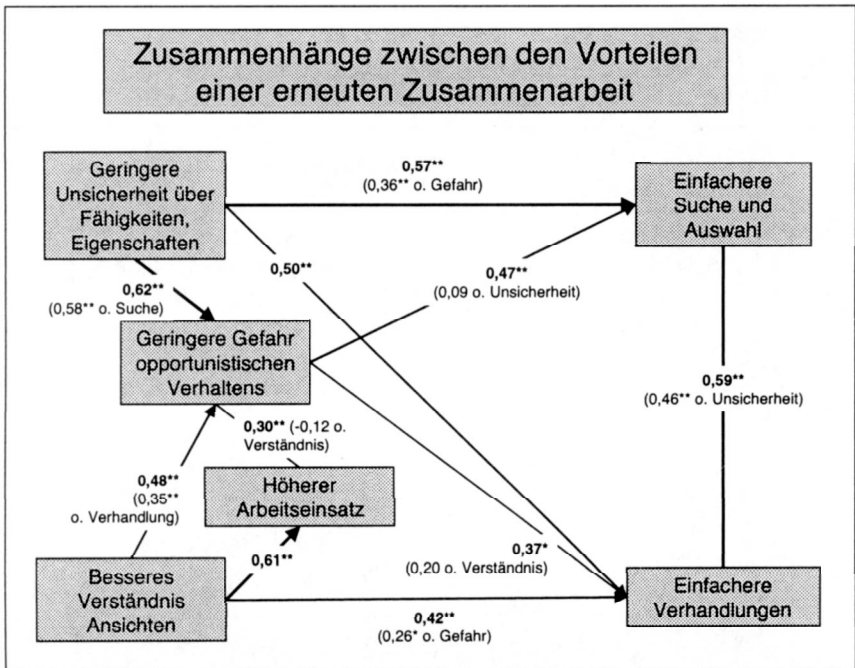 Zusammenhänge zwischen den Vorteilen
einer erneuten Zusammenarbeit
Geringere
Unsicherheit über
Fähigkeiten,
Eigenschaften
0,57**
(0,36** o. Gefahr)
Einfachere
Suche und
Auswahl
0,50**
0,47**
(0,09 o. Unsicherheit)
0,62**
(0,58** o. Suche)
Geringere Gefahr
opportunistischen
Verhaltens
0,59**
(0,46** o. Unsicherheit)
0,30** (-0,12 o.
Verständnis)
0,48**
(0,35**
o. Verhandlung)
Höherer
Arbeitseinsatz
0,61**
0,37*
(0,20 o. Verständnis)
Besseres
Verständnis
Ansichten
0,42**
(0,26* o. Gefahr)
Einfachere
Verhandlungen